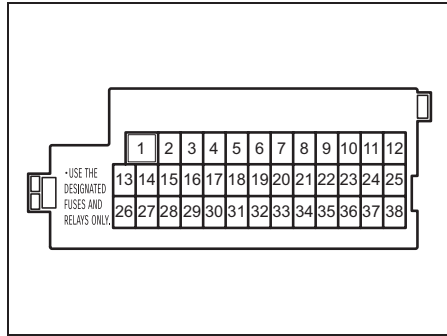 1 2 3 4 5 6 7 8 9 10 11 12
•USE THE
DESIGNATED
FUSES AND
RELAYS ONLY.
13 14 15 16 17 18 19 20 21 22 23 24 25
26 27 28 29 30 31 32 33 34 35 36 37 38